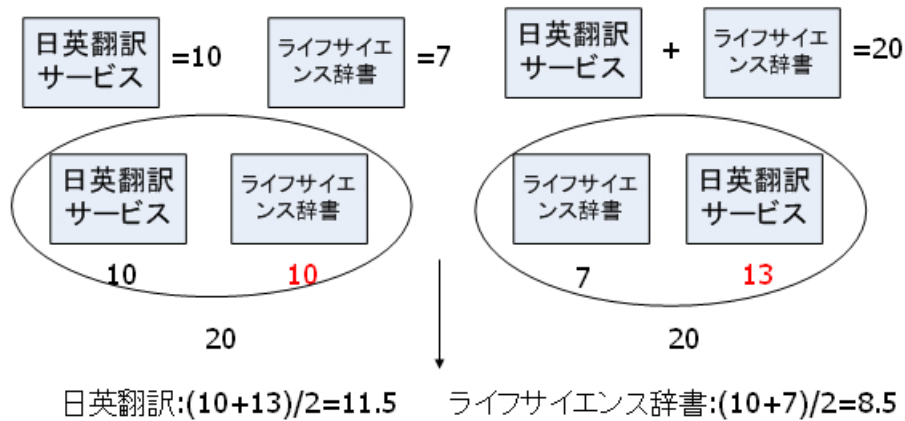 日英翻訳
サービス
=10
ライフサイエ
ンス辞書
=7
日英翻訳
サービス
+
ライフサイエ
ンス辞書
=20
日英翻訳
サービス
ライフサイエ
ンス辞書
10
10
20
ライフサイエ
ンス辞書
日英翻訳
サービス
7
13
20
日英翻訳:(10+13)/2=11.5
ライフサイエンス辞書:(10+7)/2=8.5